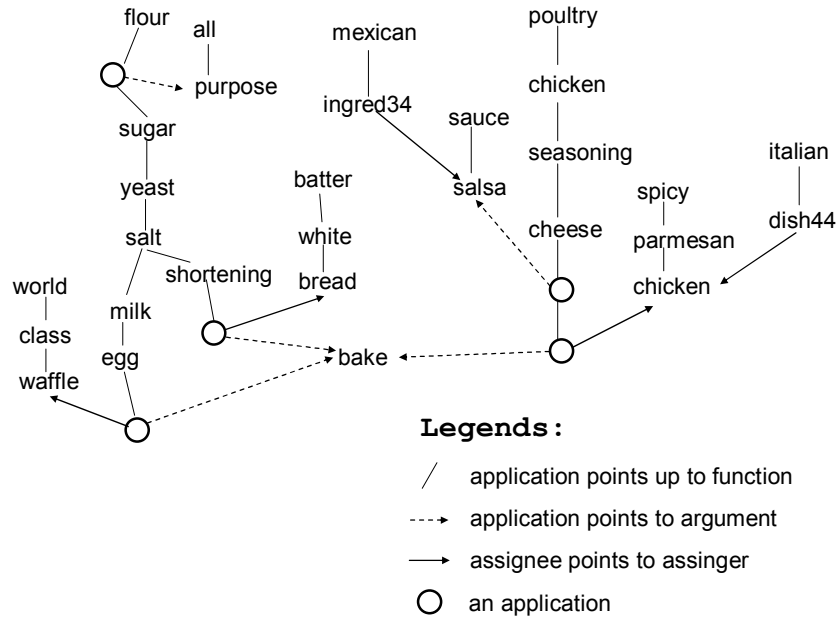 flour
all
purpose
sugar
yeast
salt
shortening
milk
egg
world
class
waffle
batter
white
bread
bake
mexican
ingred34
sauce
salsa
poultry
chicken
seasoning
cheese
spicy
parmesan
chicken
italian
dish44
Legends:
application points up to function
application points to argument
assignee points to assinger
an application